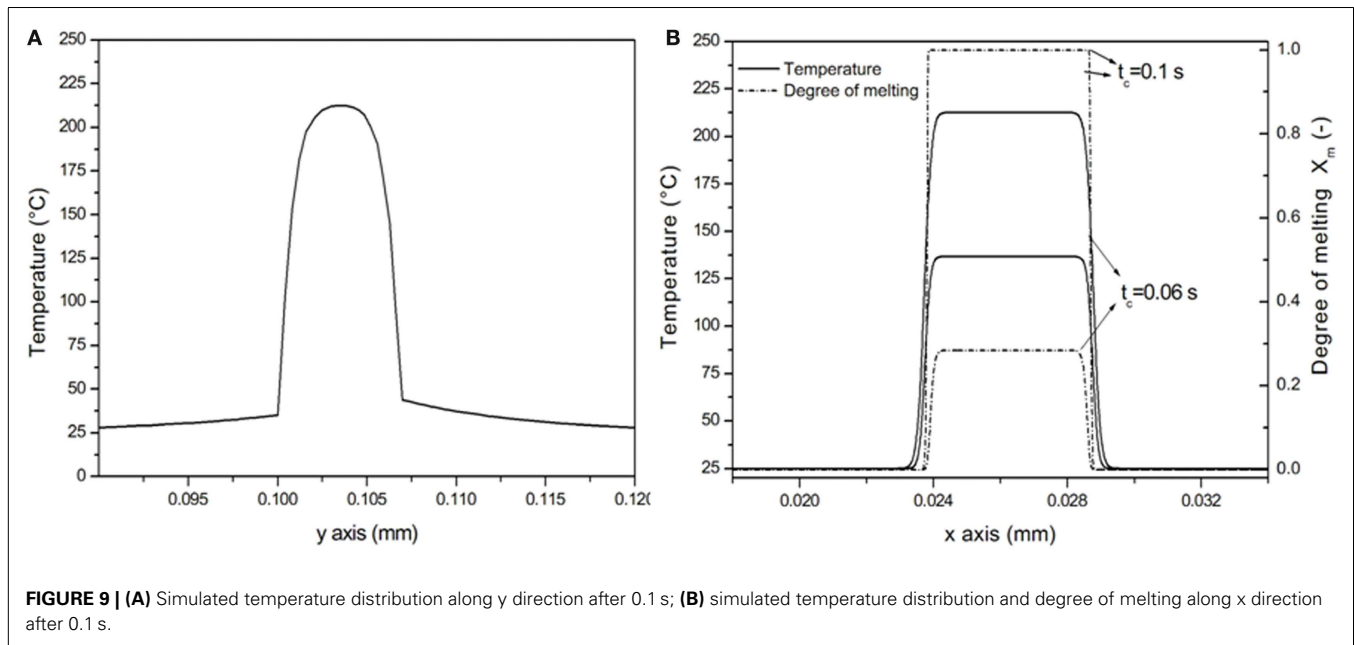 A
250
225
200
175
150
125
100
75
50
25
0
Temperature (°C)
0.095
0.100
0.105
0.110
0.115
0.12
y axis (mm)
B
250
225
200
175
150
125
100
75
50
25
Temperature (°C)
Temperature
Degree of melting
t_c=0.1 s
t_c=0.06 s
1.0
0.8
0.6
0.4
0.2
0.0
Degree of melting X_m (-)
0.020
0.024
0.028
0.032
x axis (mm)
FIGURE 9 | (A) Simulated temperature distribution along y direction after 0.1 s; (B) simulated temperature distribution and degree of melting along x direction
after 0.1 s.